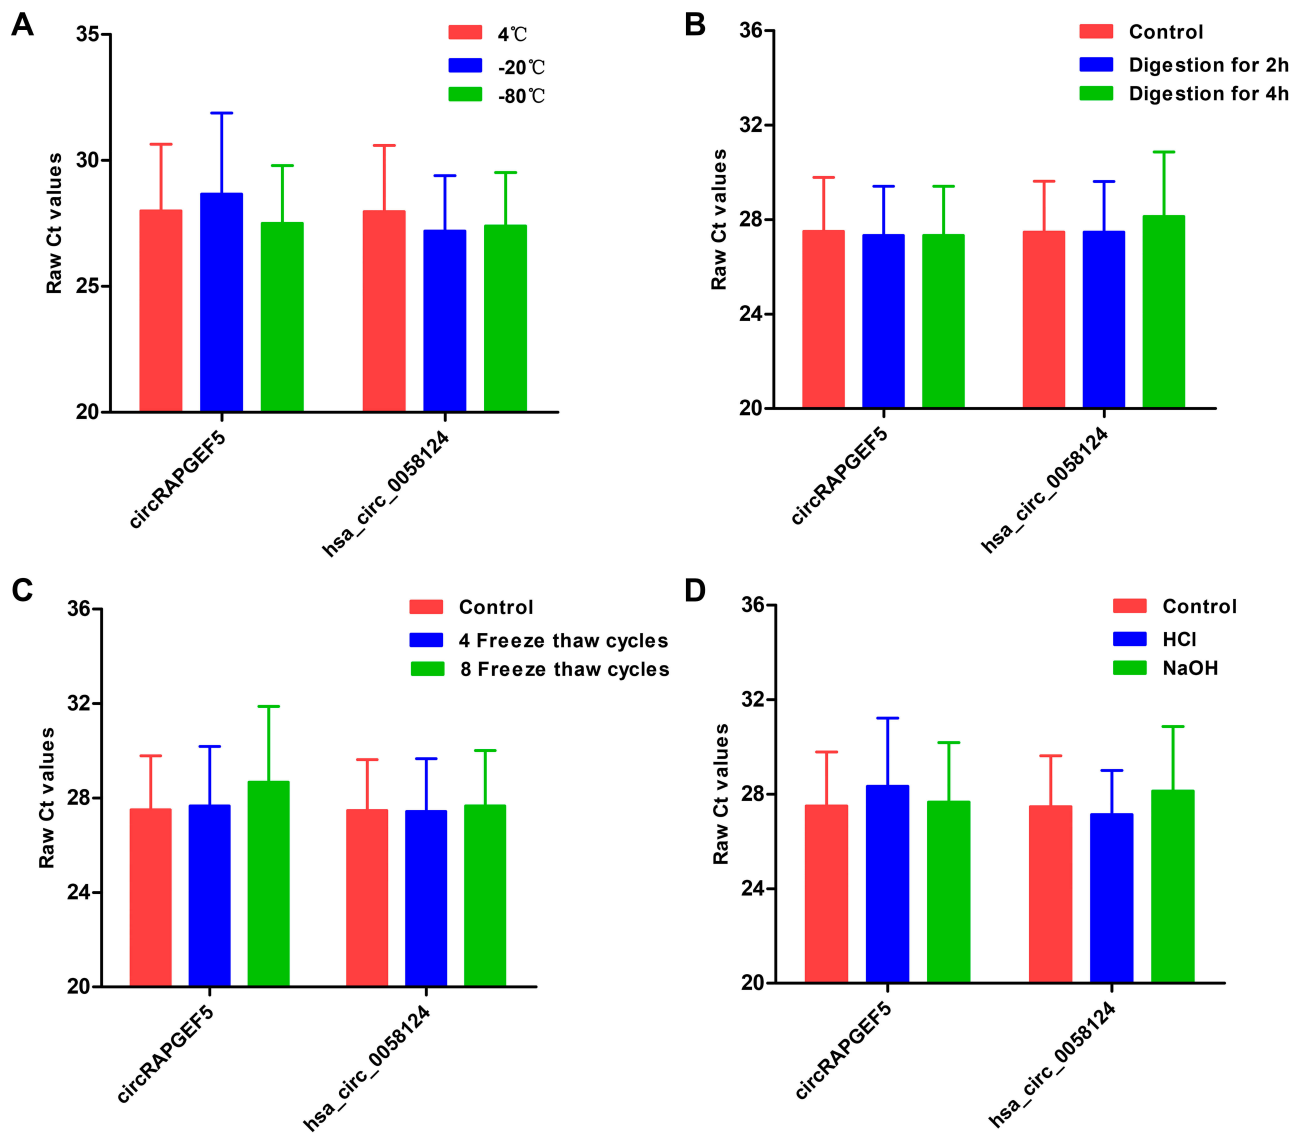 A
35
30
25
20
Raw Ct values
4℃
-20℃
-80℃
circRAPGEF5
hsa_circ_0058124
B
36
32
28
24
20
Raw Ct values
Control
Digestion for 2h
Digestion for 4h
circRAPGEF5
hsa_circ_0058124
C
36
32
28
24
20
Raw Ct values
Control
4 Freeze thaw cycles
8 Freeze thaw cycles
circRAPGEF5
hsa_circ_0058124
D
36
32
28
24
20
Raw Ct values
Control
HCl
NaOH
circRAPGEF5
hsa_circ_0058124